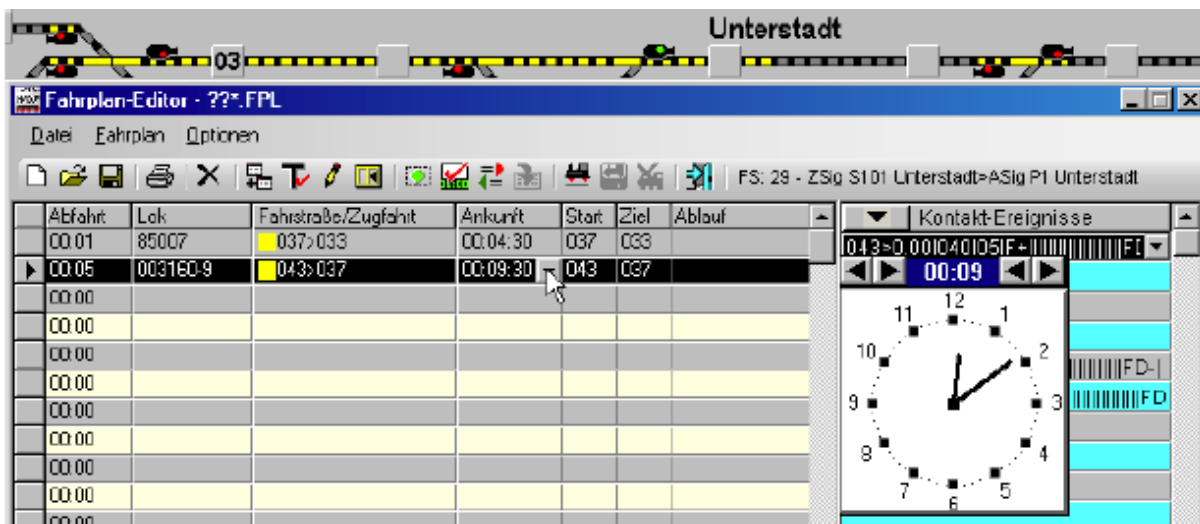 Unterstadt
03
Fahrplan-Editor - ??*.FPL
Datei Fahrplan Optionen
FS: 29 - ZSig S101 Unterstadt>ASig P1 Unterstadt
Abfahrt Lok Fahrstraße/Zugfahrt Ankunft Start Ziel Ablauf Kontakt-Ereignisse
00:01 85007 037>033 00:04:30 037 033
00:05 003160-9 043>037 00:09:30 043 037
00:09
00:00
00:00
00:00
00:00
00:00
00:00
00:00
00:00
12
1
2
3
4
5
6
7
8
9
10
11
FD-|
FD